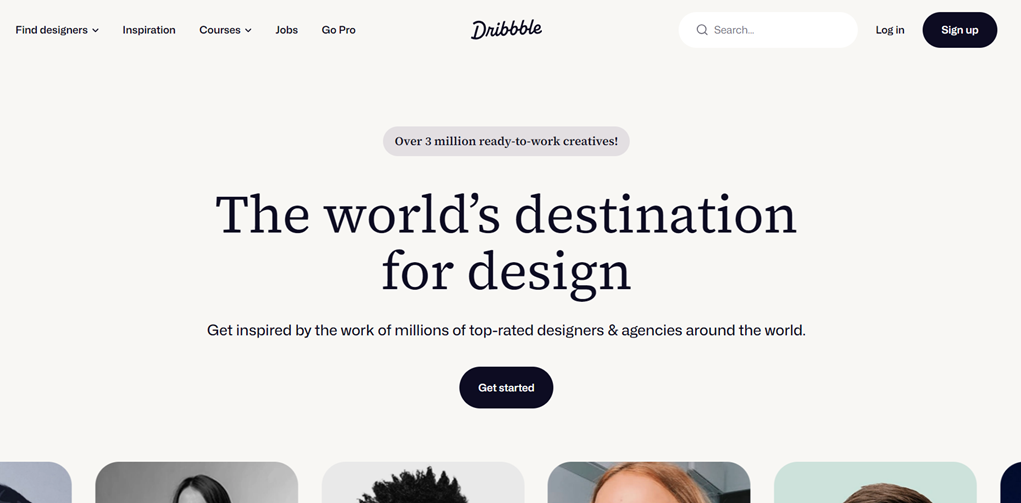 Find designers
Inspiration
Courses
Jobs
Go Pro
Dribbble
Search...
Log in
Sign up
Over 3 million ready-to-work creatives!
The world’s destination
for design
Get inspired by the work of millions of top-rated designers & agencies around the world.
Get started